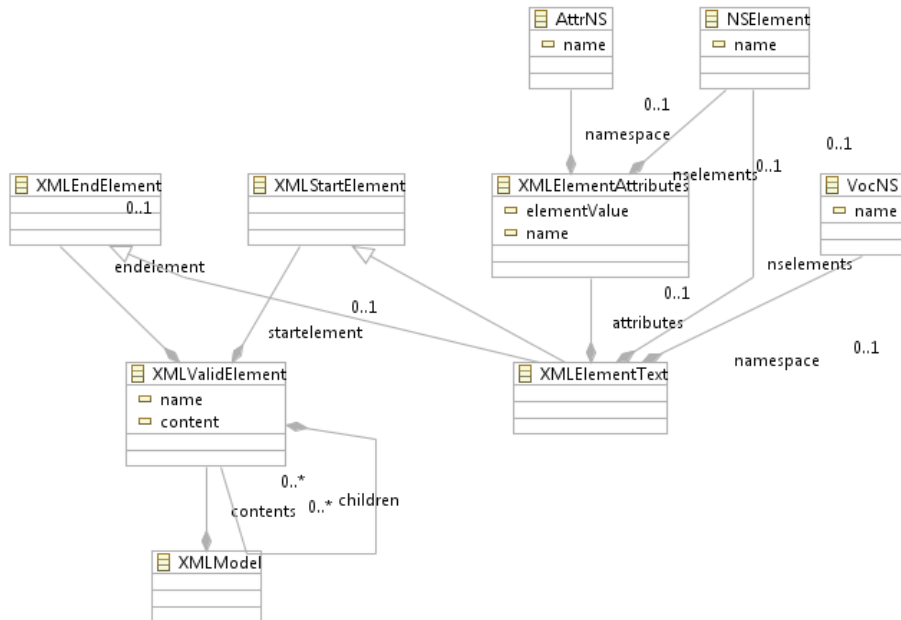 AttrNS
name
NSElement
name
0..1
namespace
0..1
nselements
0..1
XMLEndElement
0..1
XMLStartElement
XMLElementAttributes
elementValue
name
VocNS
name
endelement
nselements
0..1
startelement
0..1
attributes
0..1
namespace
XMLValidElement
name
content
XMLElementText
0..*
contents
0..*
children
XMLModel